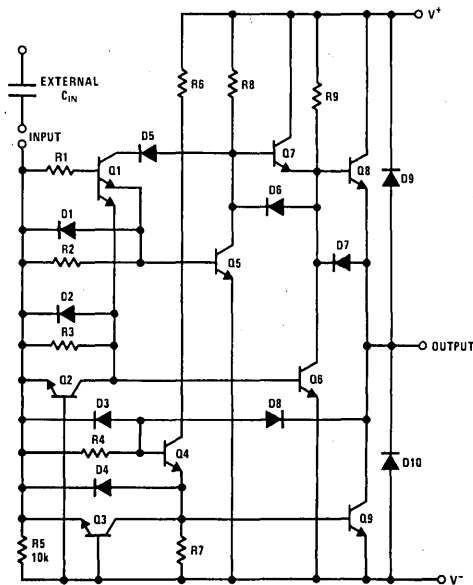 V+
EXTERNAL
CIN
INPUT
R6
R8
R9
D5
R1
Q1
Q7
Q8
D9
D1
D6
R2
Q5
D7
D2
R3
OUTPUT
Q2
Q6
D3
D8
R4
Q4
D10
D4
Q3
Q9
R5
10k
R7
V−